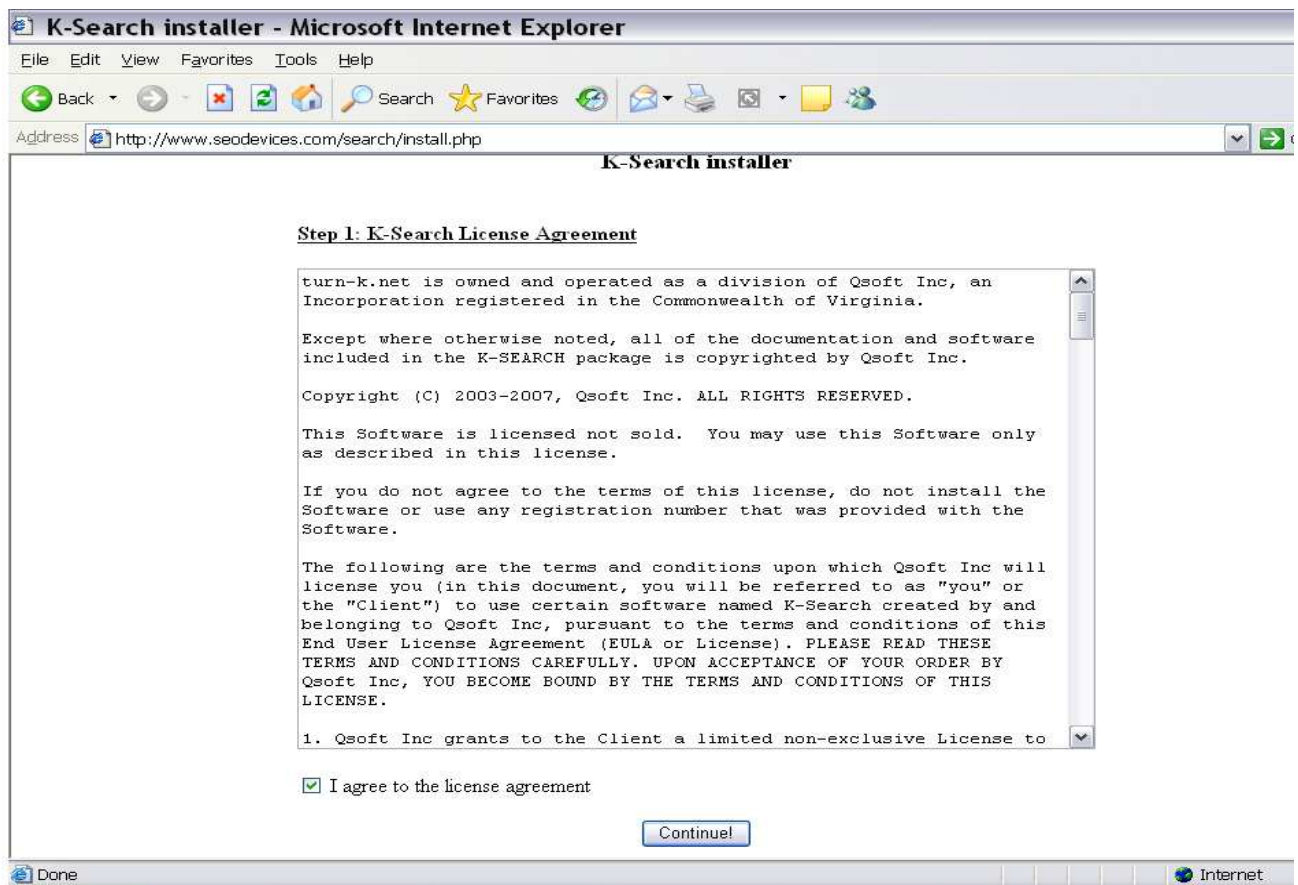 K-Search installer - Microsoft Internet Explorer
File Edit View Favorites Tools Help
Back Search Favorites
Address http://www.seodevices.com/search/install.php
K-Search installer
Step 1: K-Search License Agreement
turn-k.net is owned and operated as a division of Qsoft Inc, an
Incorporation registered in the Commonwealth of Virginia.
Except where otherwise noted, all of the documentation and software
included in the K-SEARCH package is copyrighted by Qsoft Inc.
Copyright (C) 2003-2007, Qsoft Inc. ALL RIGHTS RESERVED.
This Software is licensed not sold. You may use this Software only
as described in this license.
If you do not agree to the terms of this license, do not install the
Software or use any registration number that was provided with the
Software.
The following are the terms and conditions upon which Qsoft Inc will
license you (in this document, you will be referred to as "you" or
the "Client") to use certain software named K-Search created by and
belonging to Qsoft Inc, pursuant to the terms and conditions of this
End User License Agreement (EULA or License). PLEASE READ THESE
TERMS AND CONDITIONS CAREFULLY. UPON ACCEPTANCE OF YOUR ORDER BY
Qsoft Inc, YOU BECOME BOUND BY THE TERMS AND CONDITIONS OF THIS
LICENSE.
1. Qsoft Inc grants to the Client a limited non-exclusive License to
I agree to the license agreement
Continue!
Done Internet